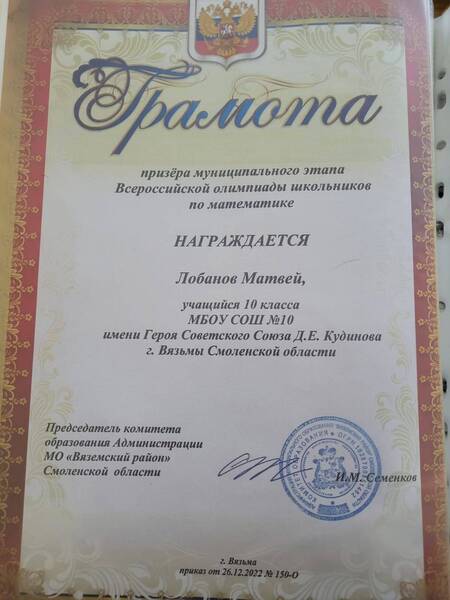 Грамота
призёра муниципального этапа
Всероссийской олимпиады школьников
по математике
НАГРАЖДАЕТСЯ
Лобанов Матвей,
учащийся 10 класса
МБОУ СОШ №10
имени Героя Советского Союза Д.Е. Кудинова
г. Вязьмы Смоленской области
Председатель комитета
образования Администрации
МО «Вяземский район»
Смоленской области
И.М. Семенков
КОМИТЕТ ОБРАЗОВАНИЯ
г. Вязьма
приказ от 26.12.2022 № 150-О